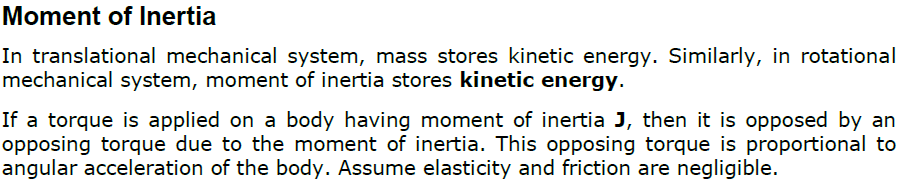 Moment of Inertia
In translational mechanical system, mass stores kinetic energy. Similarly, in rotational
mechanical system, moment of inertia stores kinetic energy.
If a torque is applied on a body having moment of inertia J, then it is opposed by an
opposing torque due to the moment of inertia. This opposing torque is proportional to
angular acceleration of the body. Assume elasticity and friction are negligible.